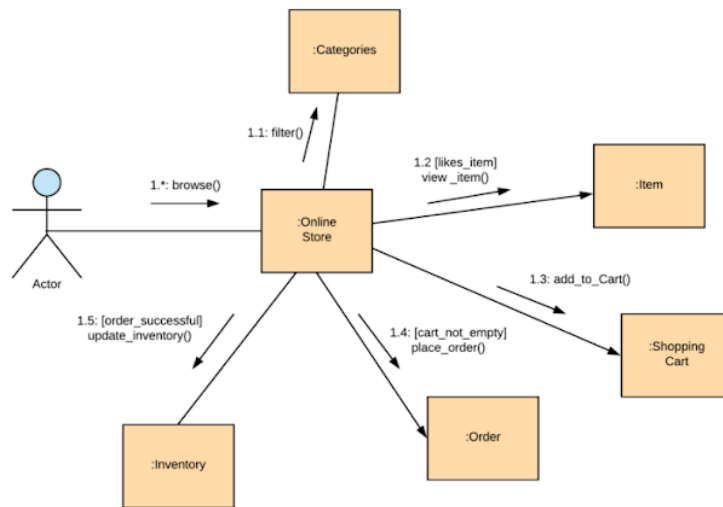 :Categories
1.1: filter()
1.2 [likes_item]
view _item()
:Item
1.*: browse()
:Online
Store
Actor
1.3: add_to_Cart()
1.5: [order_successful]
update_inventory()
1.4: [cart_not_empty]
place_order()
:Shopping
Cart
:Inventory
:Order